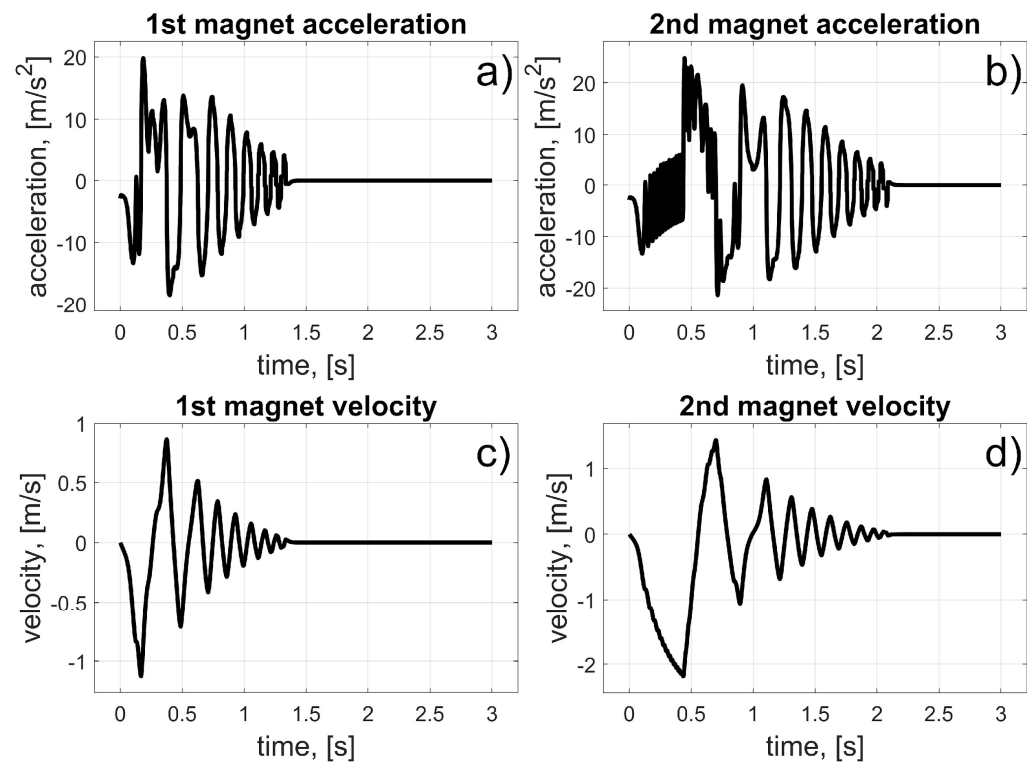 1st magnet acceleration
a)
acceleration, [m/s²]
20
10
0
-10
-20
0 0.5 1 1.5 2 2.5 3
time, [s]
2nd magnet acceleration
b)
acceleration, [m/s²]
20
10
0
-10
-20
0 0.5 1 1.5 2 2.5 3
time, [s]
1st magnet velocity
c)
velocity, [m/s]
1
0.5
0
-0.5
-1
0 0.5 1 1.5 2 2.5 3
time, [s]
2nd magnet velocity
d)
velocity, [m/s]
1
0
-1
-2
0 0.5 1 1.5 2 2.5 3
time, [s]